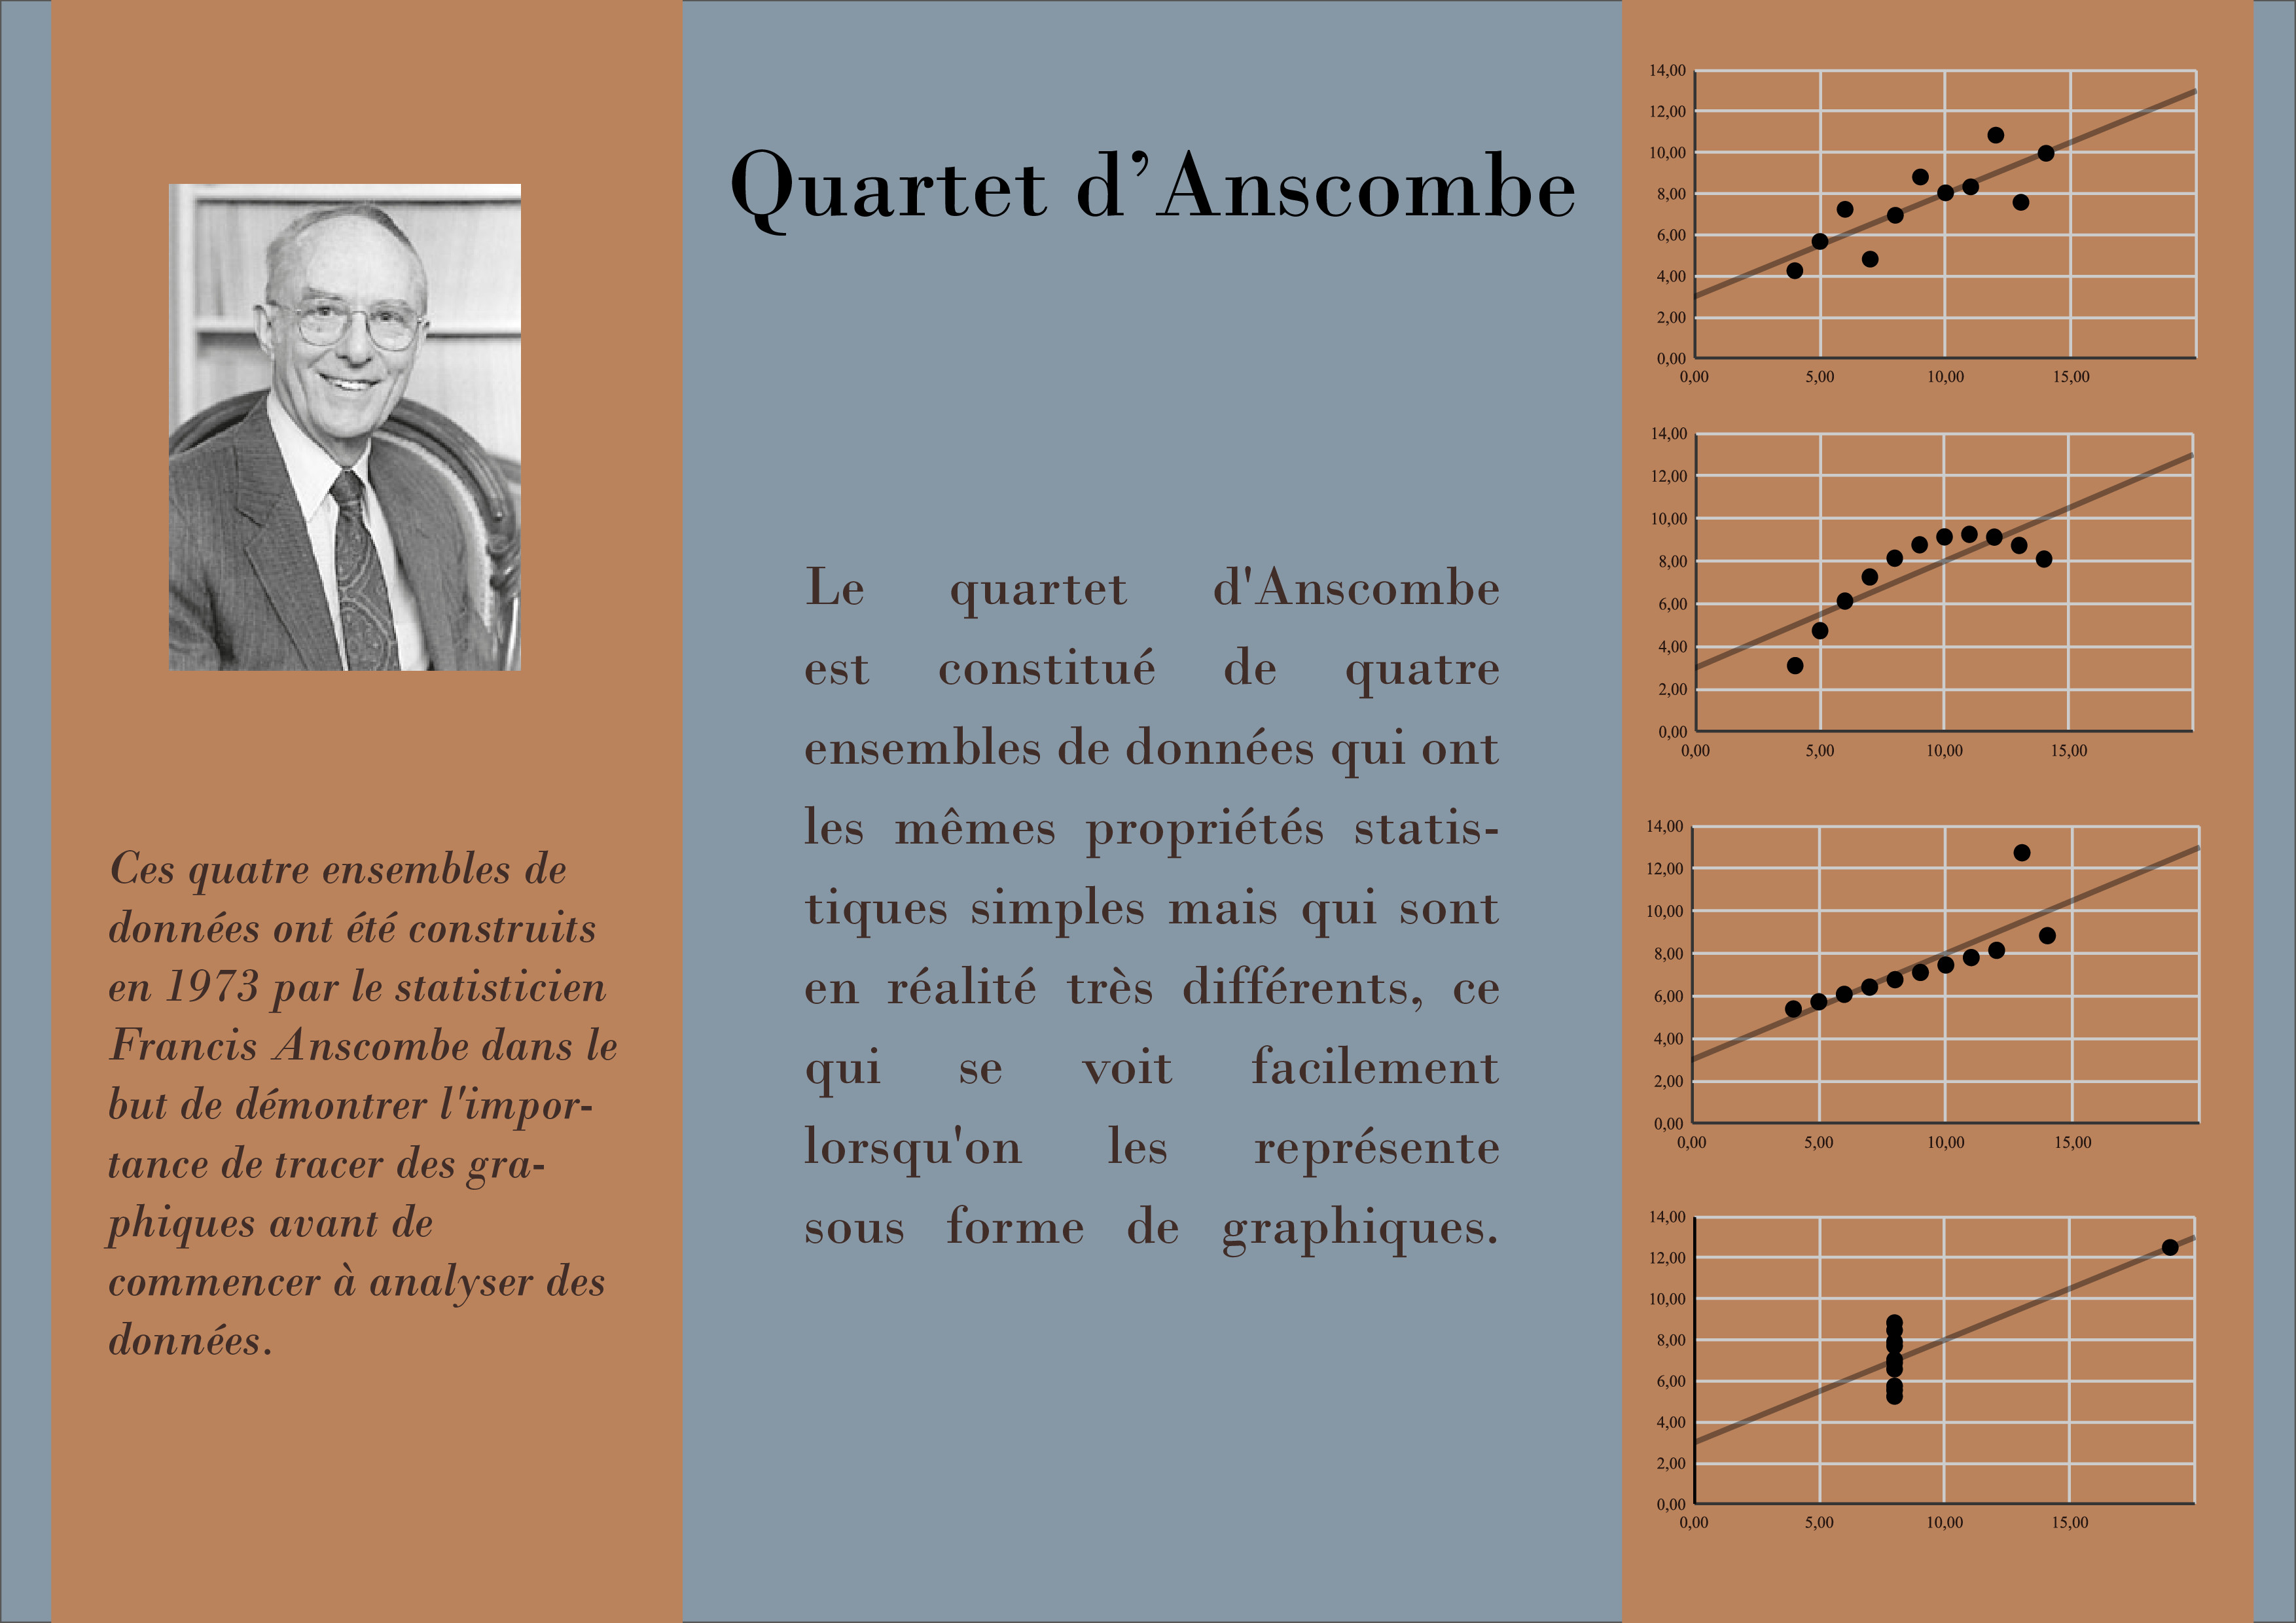 Quartet d’Anscombe
Ces quatre ensembles de
données ont été construits
en 1973 par le statisticien
Francis Anscombe dans le
but de démontrer l'impor-
tance de tracer des gra-
phiques avant de
commencer à analyser des
données.
Le quartet d'Anscombe
est constitué de quatre
ensembles de données qui ont
les mêmes propriétés statis-
tiques simples mais qui sont
en réalité très différents, ce
qui se voit facilement
lorsqu'on les représente
sous forme de graphiques.
14,00
12,00
10,00
8,00
6,00
4,00
2,00
0,00
0,00 5,00 10,00 15,00
14,00
12,00
10,00
8,00
6,00
4,00
2,00
0,00
0,00 5,00 10,00 15,00
14,00
12,00
10,00
8,00
6,00
4,00
2,00
0,00
0,00 5,00 10,00 15,00
14,00
12,00
10,00
8,00
6,00
4,00
2,00
0,00
0,00 5,00 10,00 15,00